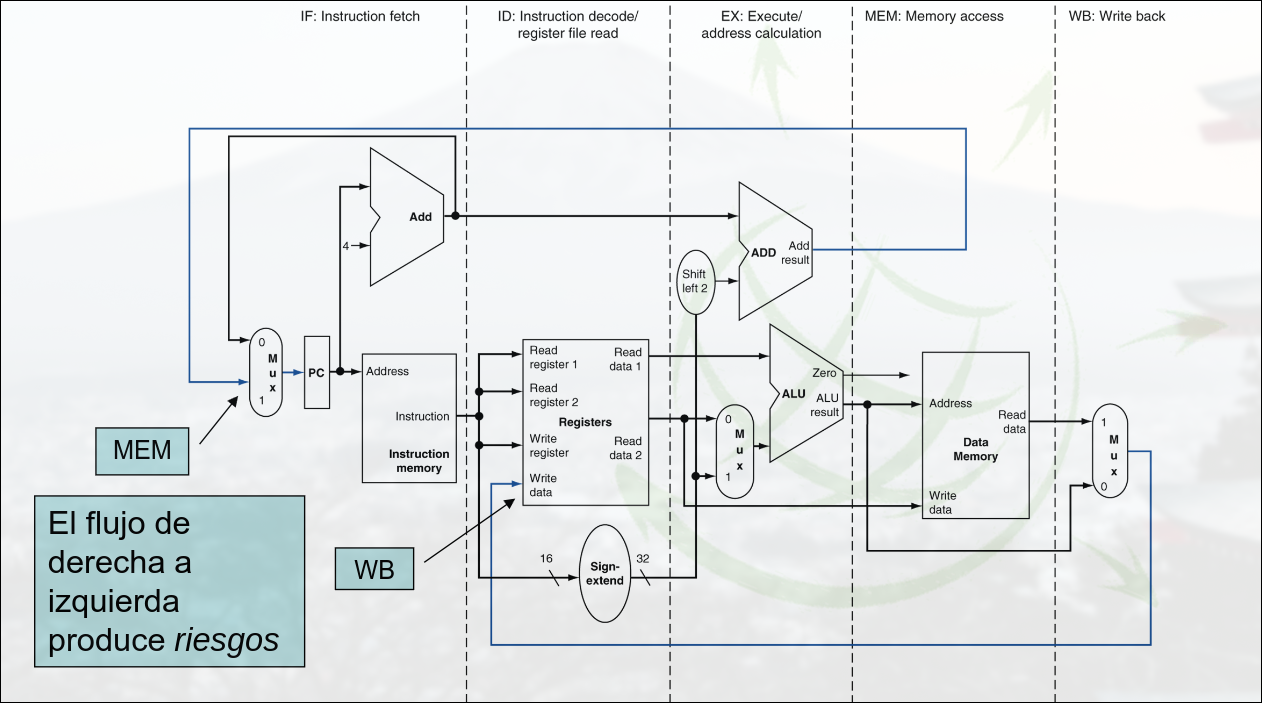 IF: Instruction fetch
ID: Instruction decode/
register file read
EX: Execute/
address calculation
MEM: Memory access
WB: Write back
Add
4
ADD
Add
result
Shift
left 2
0
M
u
x
1
PC
Address
Instruction
Instruction
memory
Read
register 1
Read
register 2
Write
register
Write
data
Registers
Read
data 1
Read
data 2
0
M
u
x
1
Zero
ALU
ALU
result
Address
Read
data
Data
Memory
Write
data
1
M
u
x
0
16
Sign-
extend
32
MEM
WB
El flujo de
derecha a
izquierda
produce riesgos